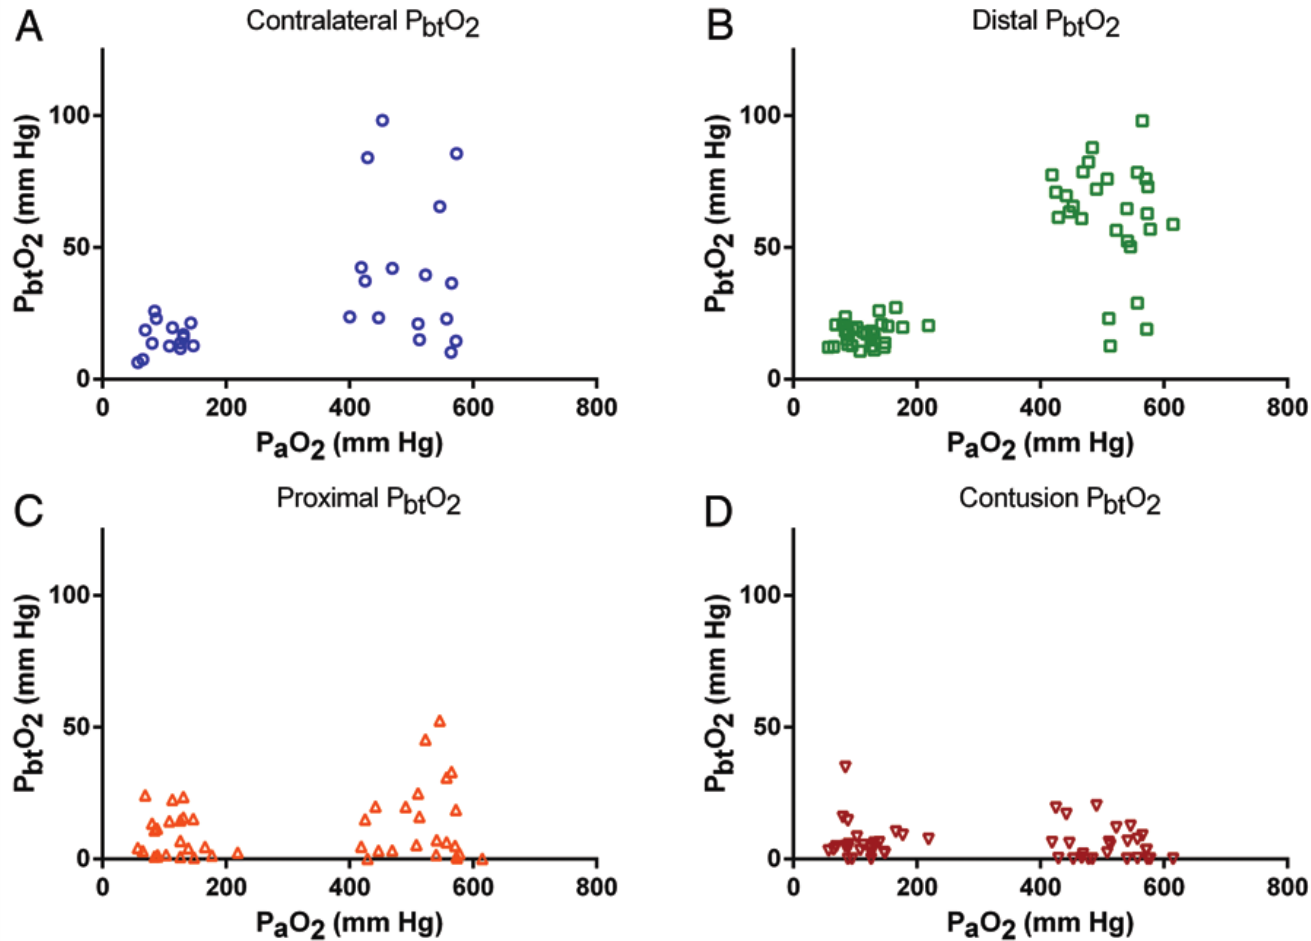 A
Contralateral PbtO2
PbtO2 (mm Hg)
100
50
0
0 200 400 600 800
PaO2 (mm Hg)
B
Distal PbtO2
PbtO2 (mm Hg)
100
50
0
0 200 400 600 800
PaO2 (mm Hg)
C
Proximal PbtO2
PbtO2 (mm Hg)
100
50
0
0 200 400 600 800
PaO2 (mm Hg)
D
Contusion PbtO2
PbtO2 (mm Hg)
100
50
0
0 200 400 600 800
PaO2 (mm Hg)